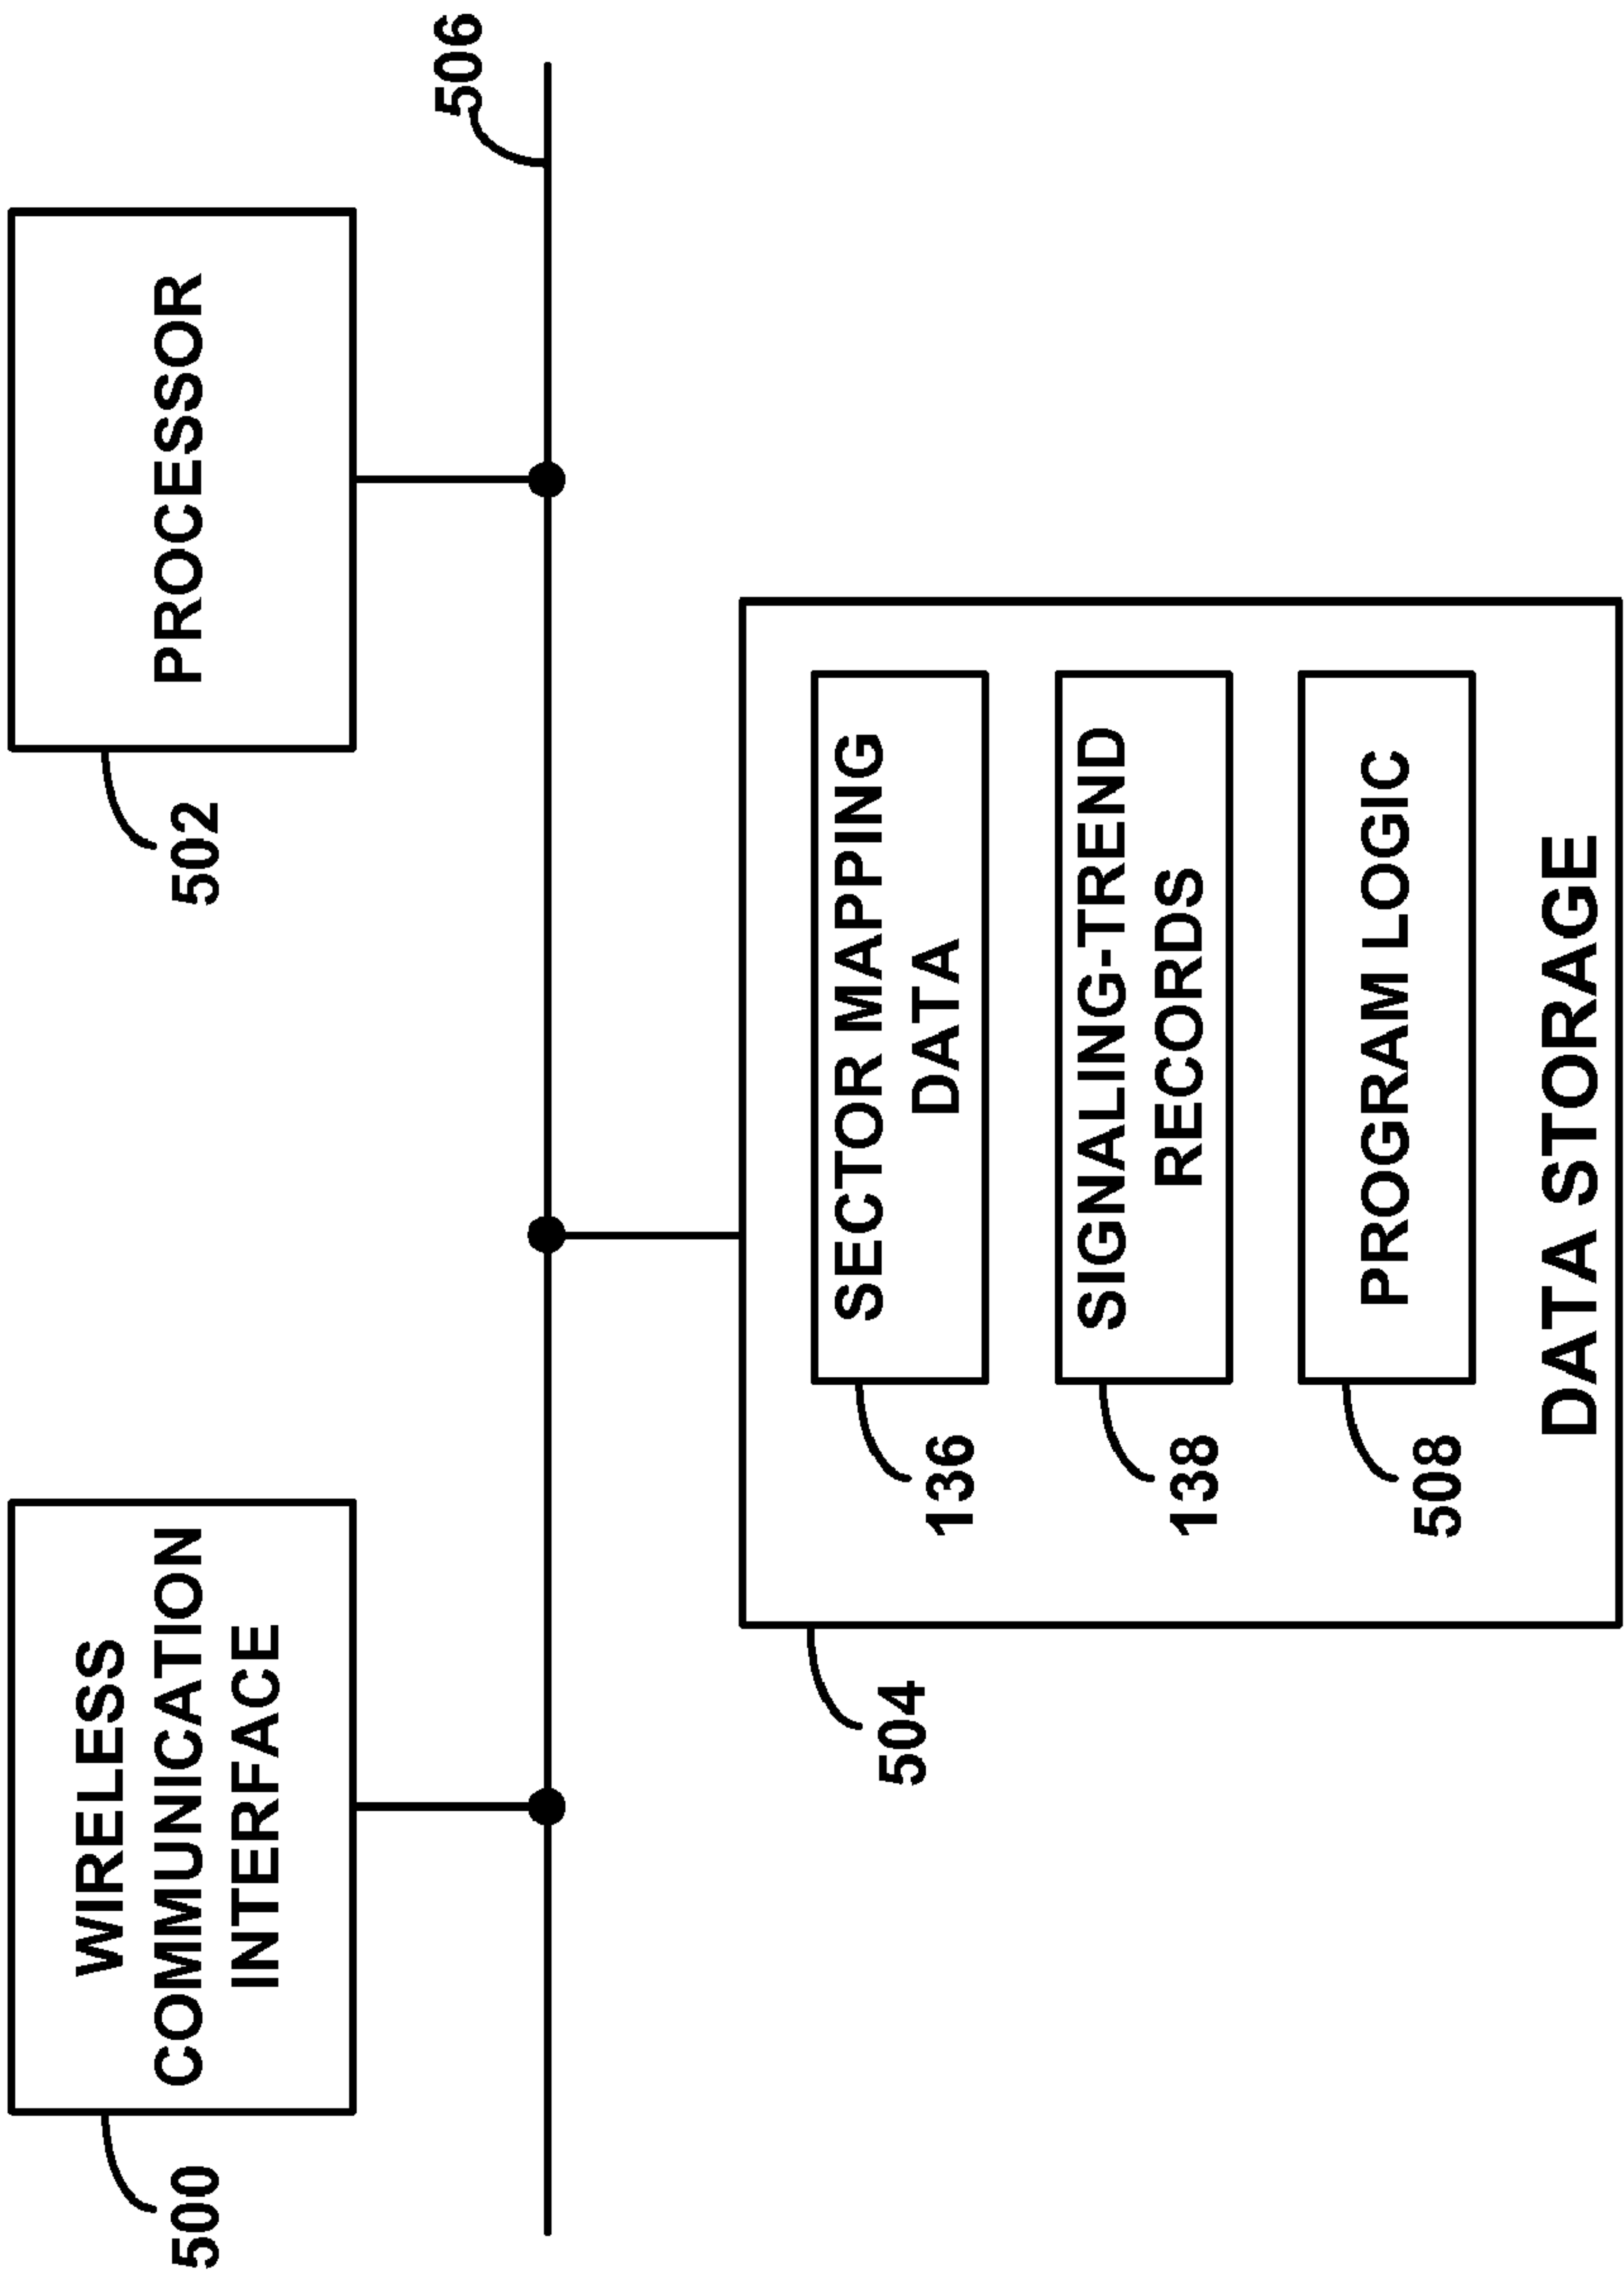 WIRELESS
COMMUNICATION
INTERFACE
500
PROCESSOR
502
506
SECTOR MAPPING
DATA
136
SIGNALING-TREND
RECORDS
138
PROGRAM LOGIC
508
DATA STORAGE
504